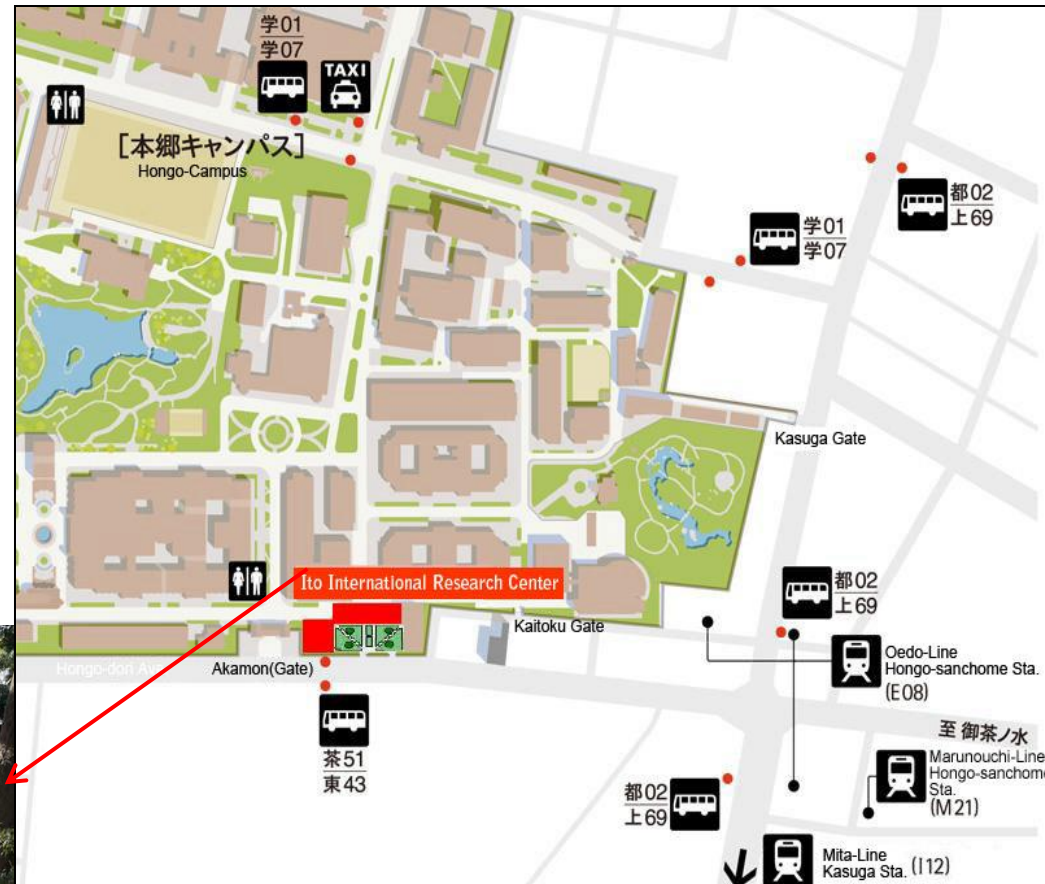 学01
学07
TAXI
[本郷キャンパス]
Hongo-Campus
都02
上69
学01
学07
Kasuga Gate
Ito International Research Center
都02
上69
Kaitoku Gate
Oedo-Line
Hongo-sanchome Sta.
(E08)
Hongo-dori Av
Akamon(Gate)
茶51
東43
至 御茶ノ水
Marunouchi-Line
Hongo-sanchome
Sta.
(M21)
都02
上69
Mita-Line
Kasuga Sta. (I12)